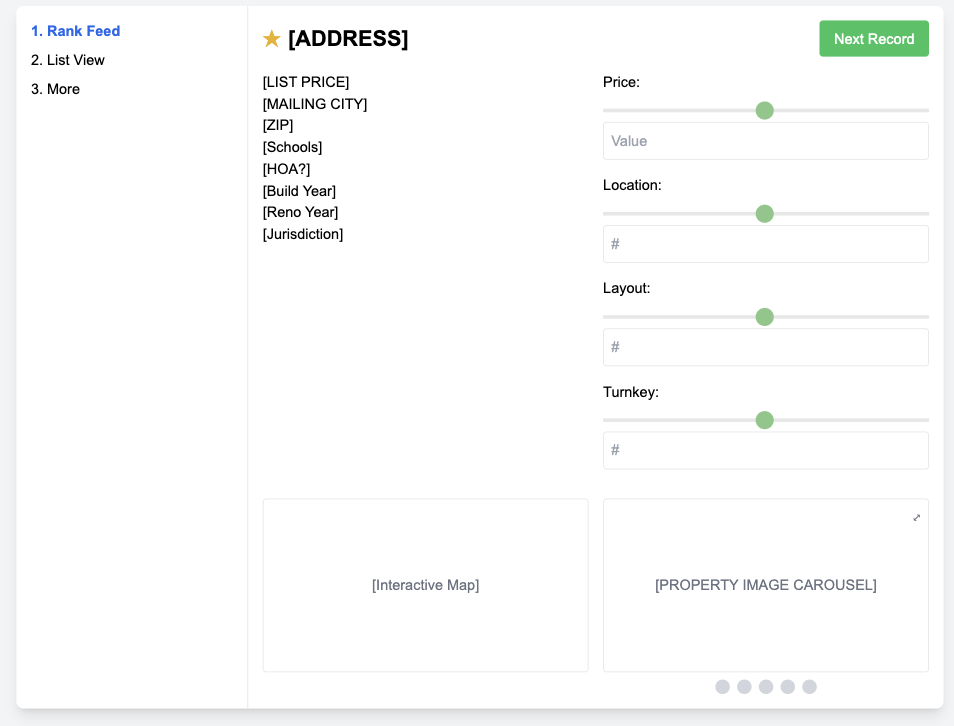 1. Rank Feed
2. List View
3. More
[ADDRESS]
Next Record
[LIST PRICE]
[MAILING CITY]
[ZIP]
[Schools]
[HOA?]
[Build Year]
[Reno Year]
[Jurisdiction]
Price:
Value
Location:
#
Layout:
#
Turnkey:
#
[Interactive Map]
[PROPERTY IMAGE CAROUSEL]